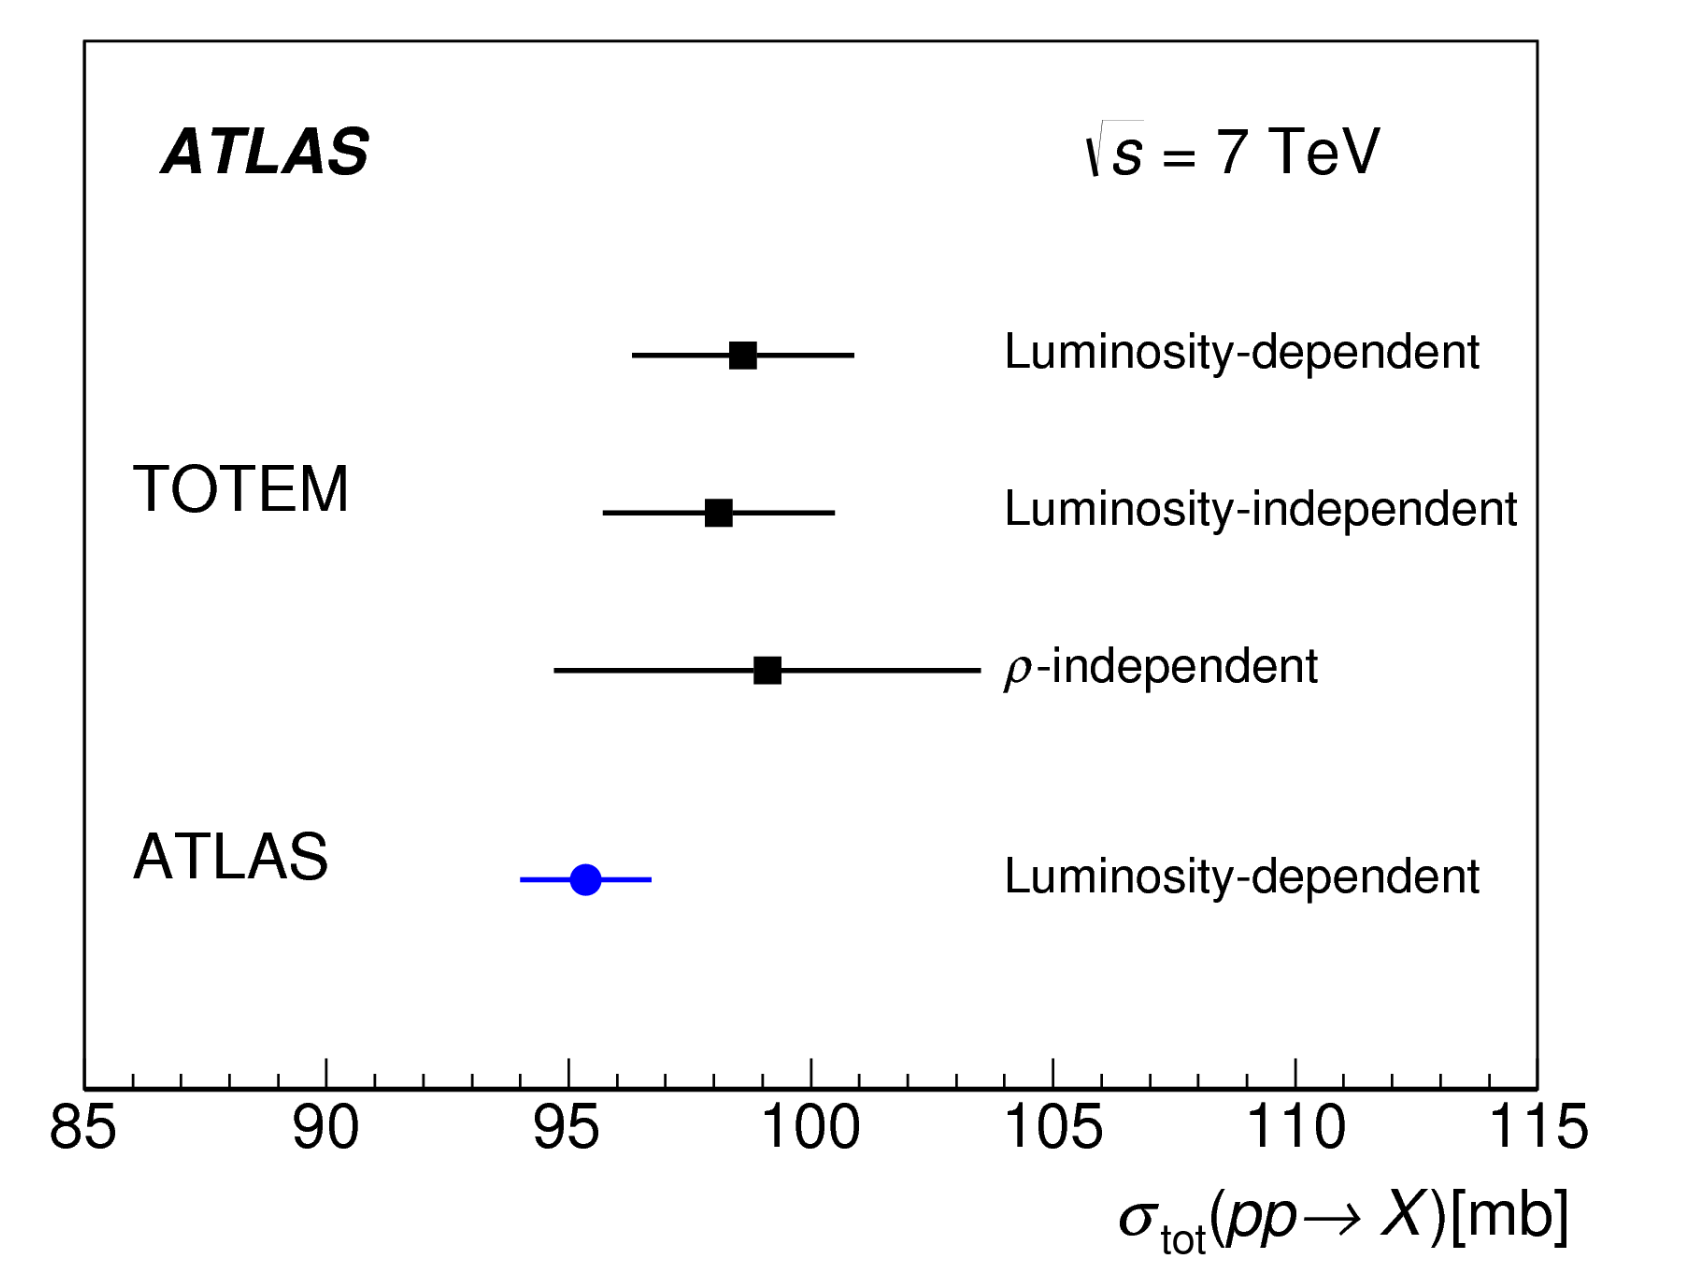 ATLAS √s = 7 TeV
Luminosity-dependent
TOTEM Luminosity-independent
ρ-independent
ATLAS Luminosity-dependent
85 90 95 100 105 110 115
σtot(pp→ X)[mb]